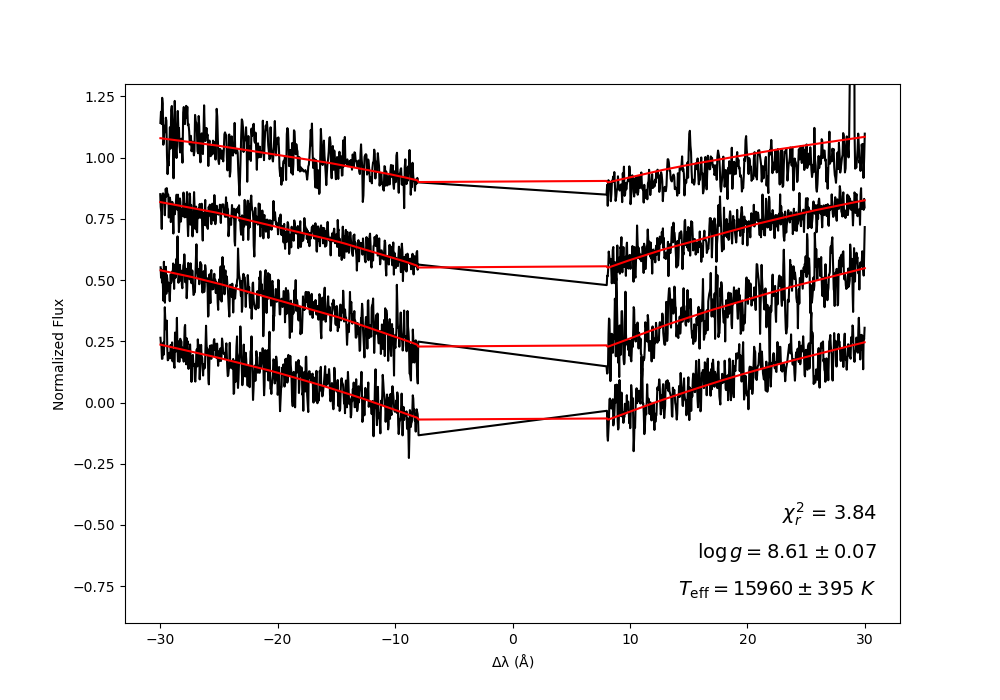 1.25
1.00
0.75
0.50
0.25
0.00
−0.25
−0.50
−0.75
Normalized Flux
χ_r^2 = 3.84
log g = 8.61 ± 0.07
T_eff = 15960 ± 395 K
−30 −20 −10 0 10 20 30
Δλ (Å)